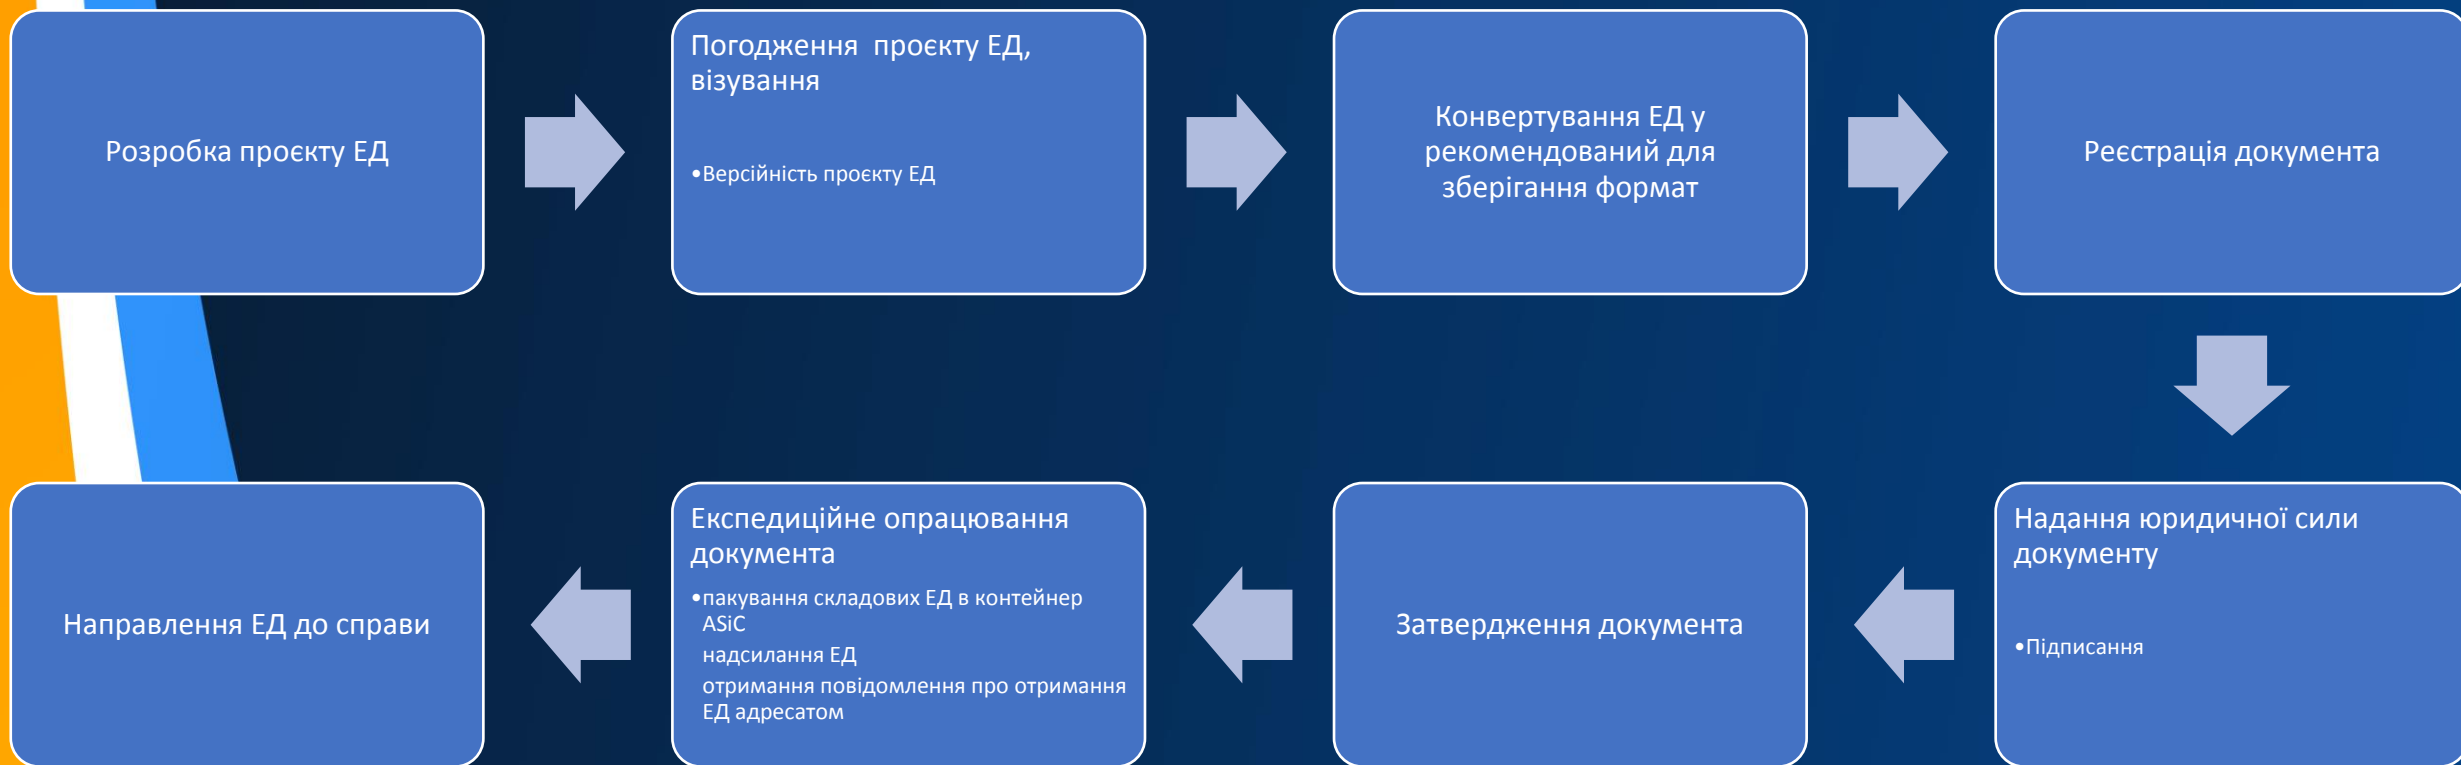 Розробка проєкту ЕД
Погодження  проєкту ЕД,
візування
•Версійність проєкту ЕД
Конвертування ЕД у
рекомендований для
зберігання формат
Реєстрація документа
Надання юридичної сили
документу
•Підписання
Затвердження документа
Експедиційне опрацювання
документа
•пакування складових ЕД в контейнер
ASiC
надсилання ЕД
отримання повідомлення про отримання
ЕД адресатом
Направлення ЕД до справи